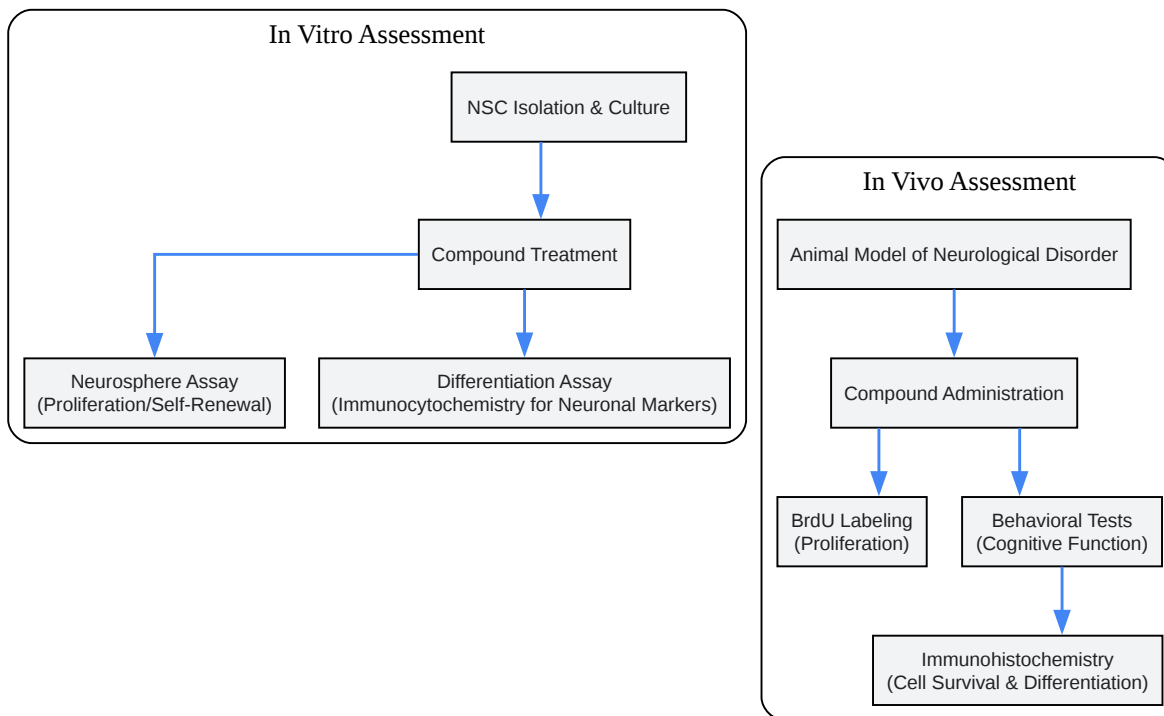 In Vitro Assessment
NSC Isolation & Culture
Compound Treatment
Neurosphere Assay
(Proliferation/Self-Renewal)
Differentiation Assay
(Immunocytochemistry for Neuronal Markers)
In Vivo Assessment
Animal Model of Neurological Disorder
Compound Administration
BrdU Labeling
(Proliferation)
Behavioral Tests
(Cognitive Function)
Immunohistochemistry
(Cell Survival & Differentiation)